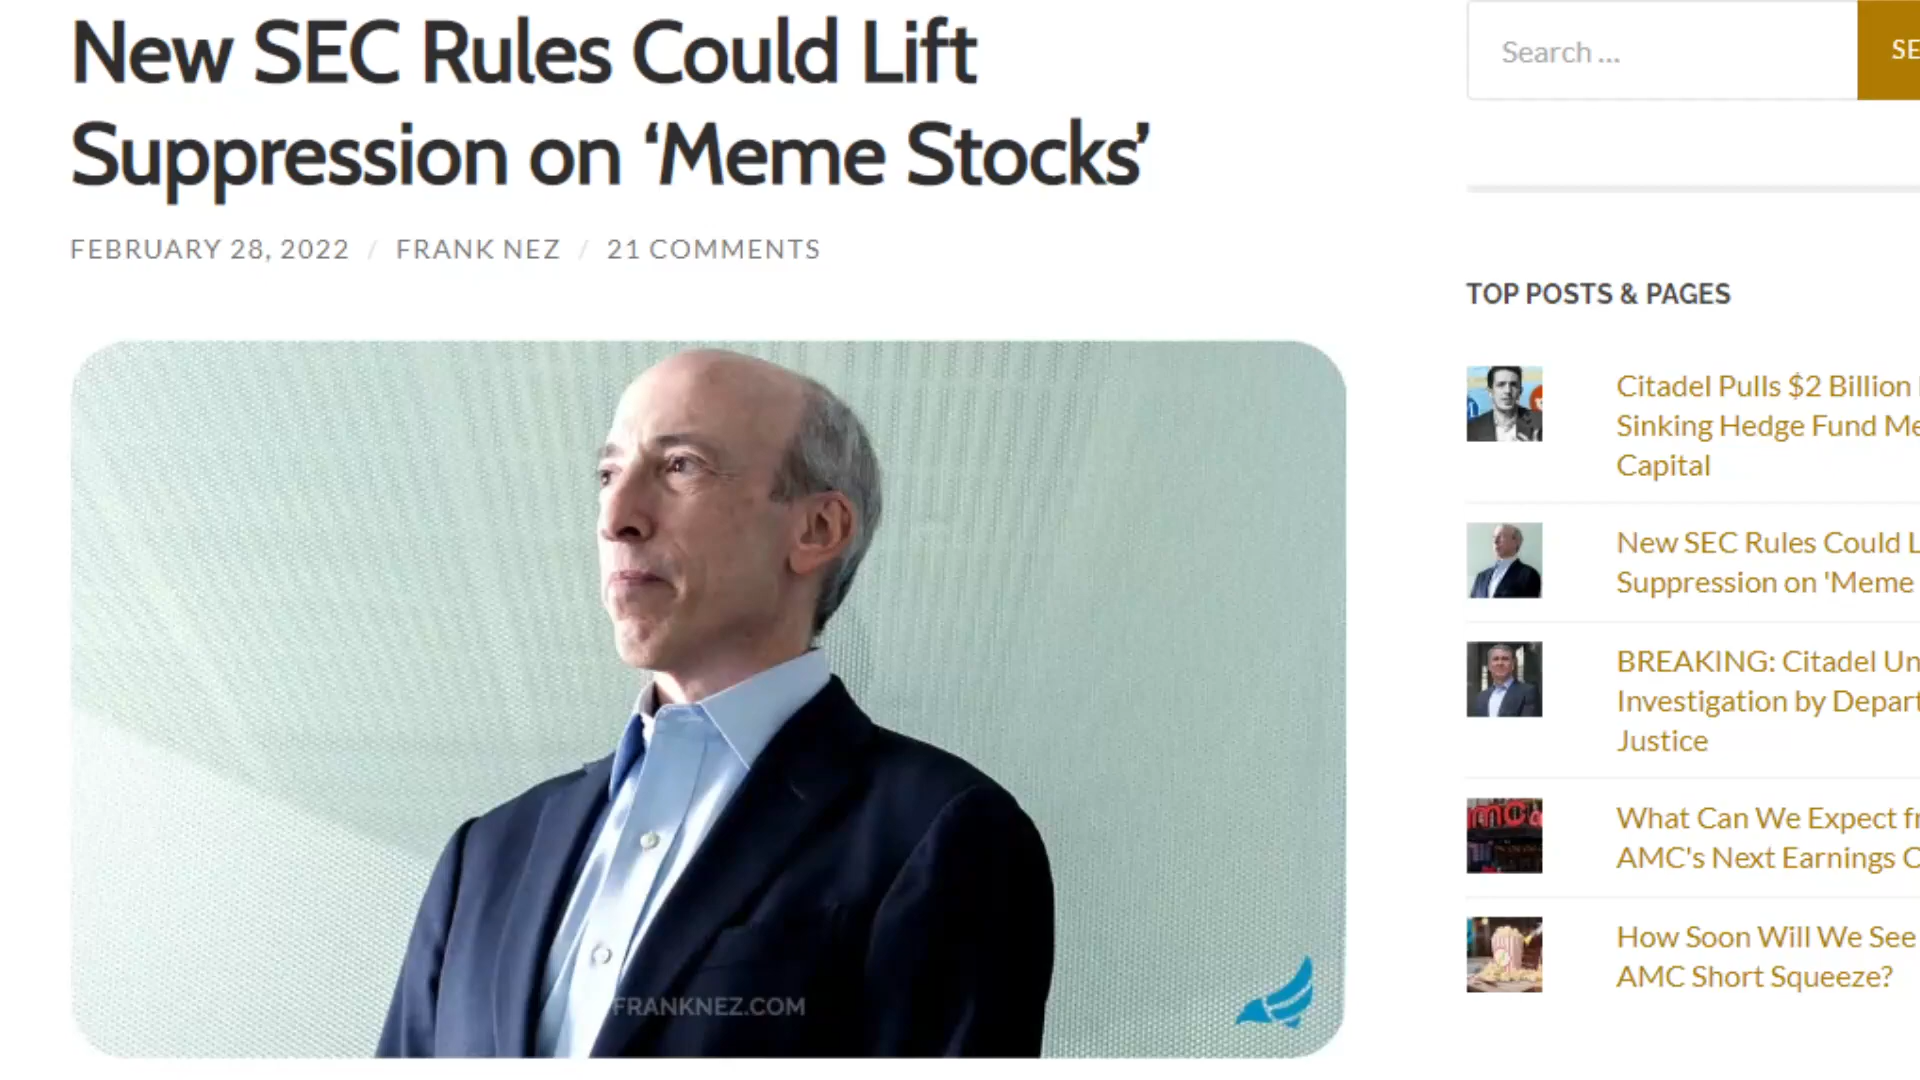 New SEC Rules Could Lift
Suppression on ‘Meme Stocks’
FEBRUARY 28, 2022 / FRANK NEZ / 21 COMMENTS
FRANKNEZ.COM
Search ...
SE
TOP POSTS & PAGES
Citadel Pulls $2 Billion
Sinking Hedge Fund Me
Capital
New SEC Rules Could L
Suppression on 'Meme
BREAKING: Citadel Un
Investigation by Depart
Justice
What Can We Expect fr
AMC's Next Earnings C
How Soon Will We See
AMC Short Squeeze?